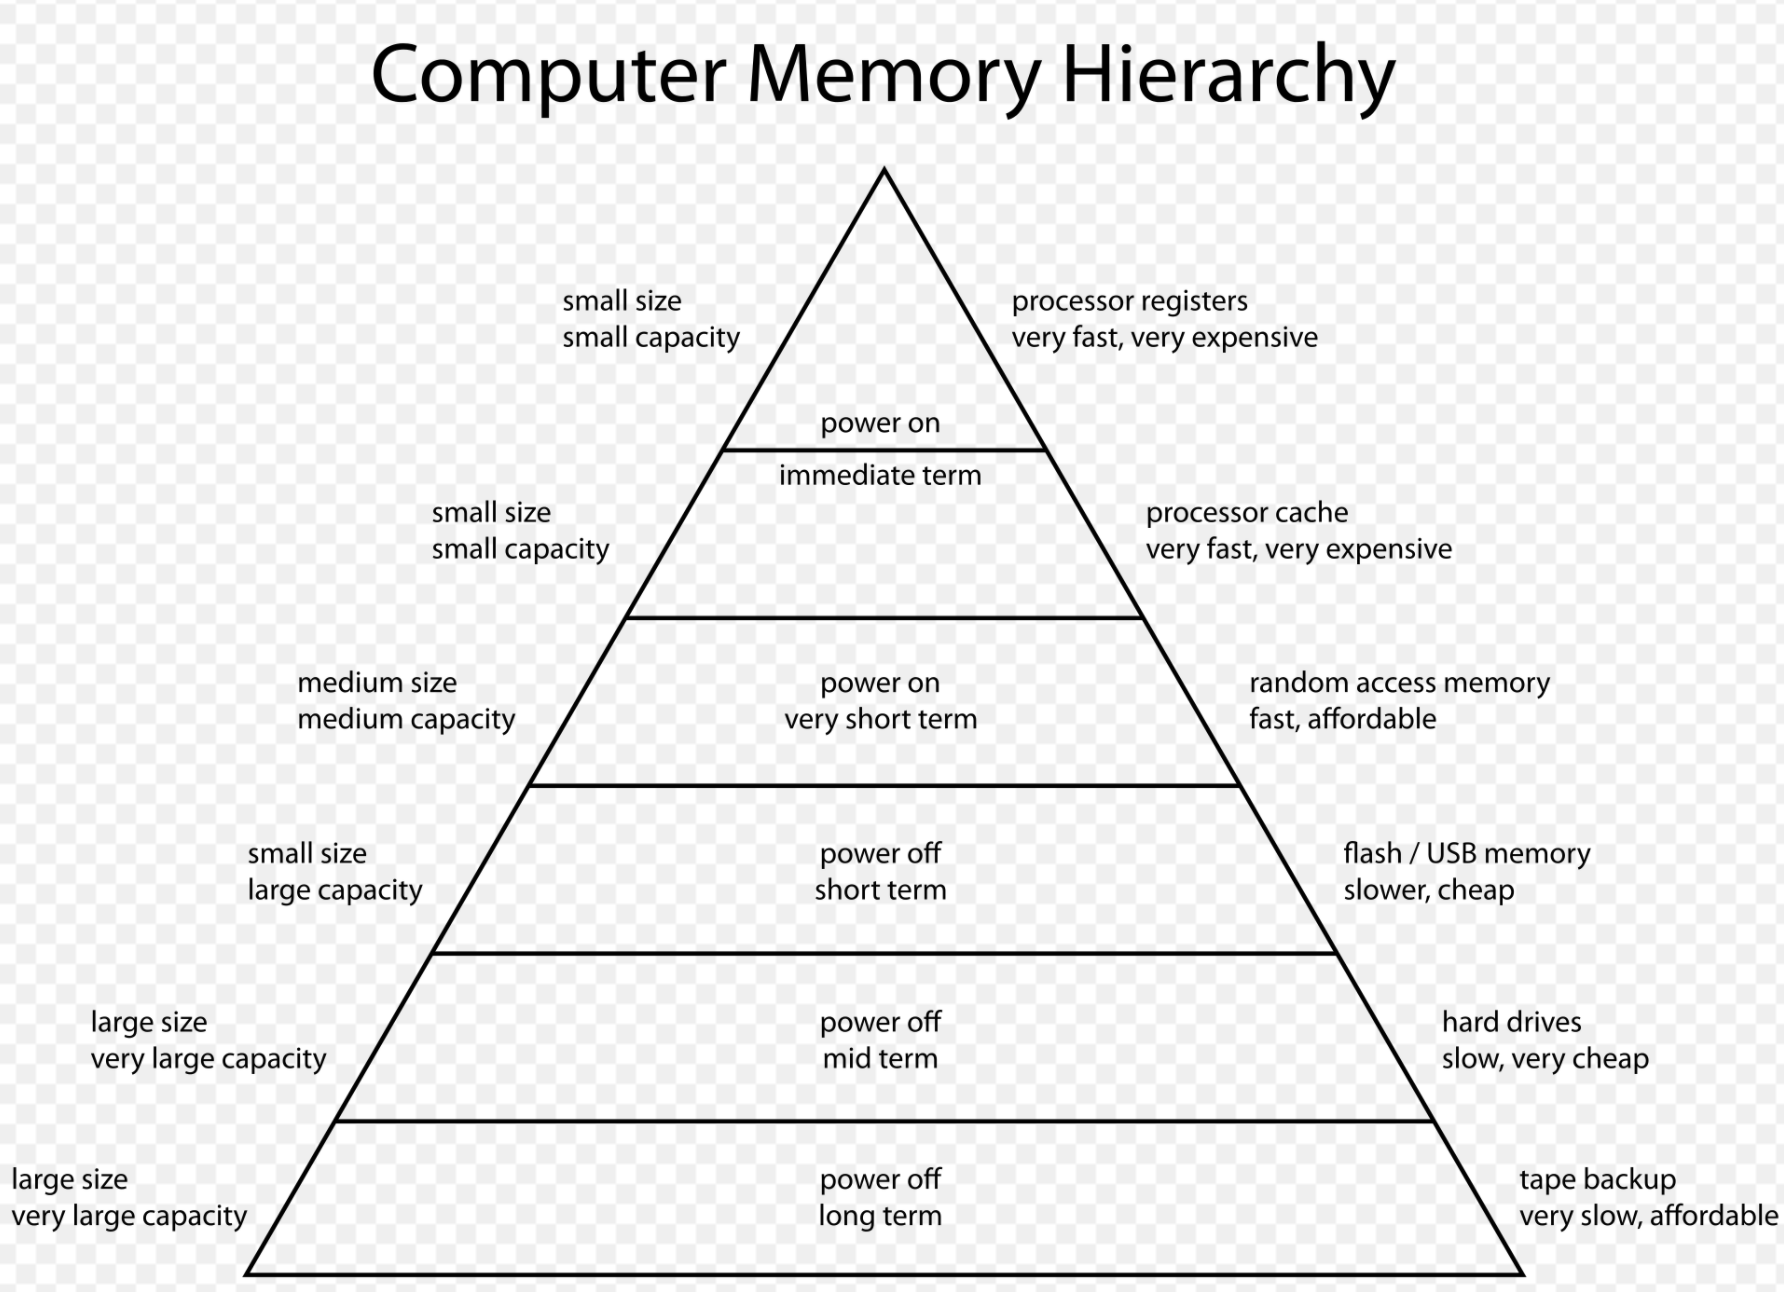 Computer Memory Hierarchy
small size
small capacity
processor registers
very fast, very expensive
power on
immediate term
small size
small capacity
processor cache
very fast, very expensive
medium size
medium capacity
power on
very short term
random access memory
fast, affordable
small size
large capacity
power off
short term
flash / USB memory
slower, cheap
large size
very large capacity
power off
mid term
hard drives
slow, very cheap
large size
very large capacity
power off
long term
tape backup
very slow, affordable